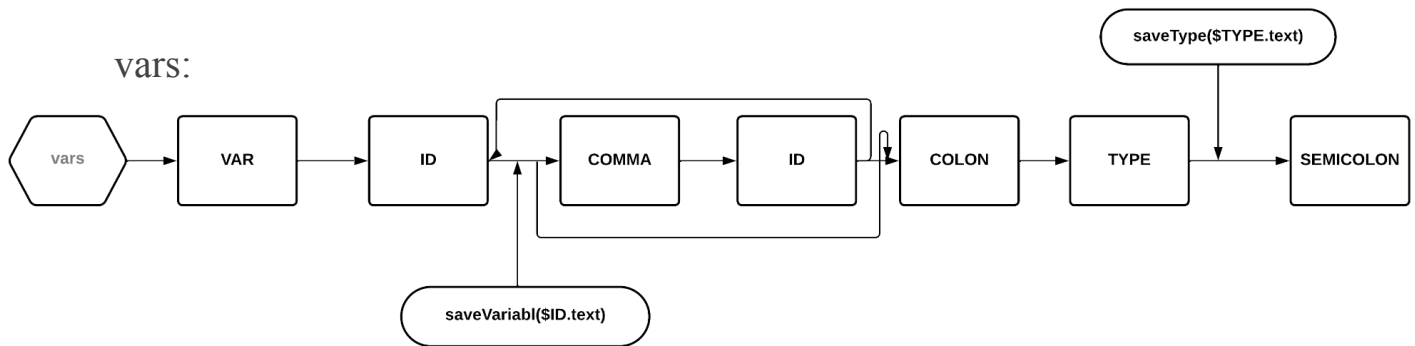 saveType($TYPE.text)
vars:
vars
VAR
ID
COMMA
ID
COLON
TYPE
SEMICOLON
saveVariabl($ID.text)